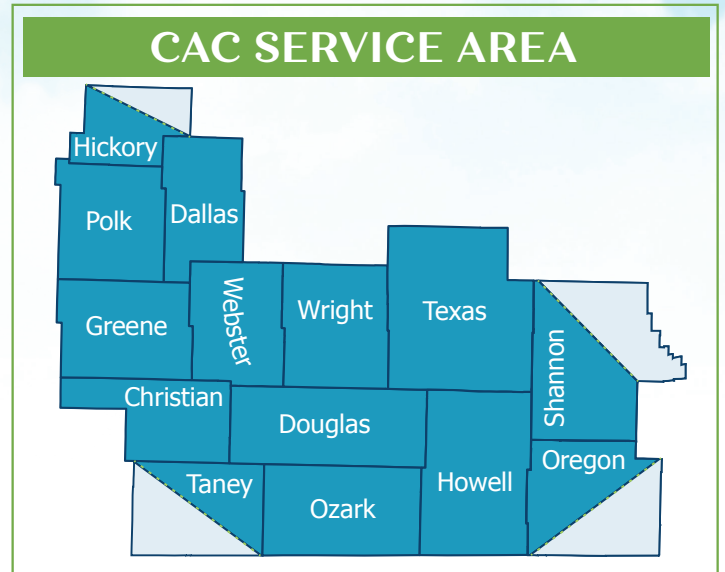 CAC SERVICE AREA
Hickory
Polk
Dallas
Greene
Webster
Wright
Texas
Shannon
Christian
Douglas
Howell
Oregon
Taney
Ozark